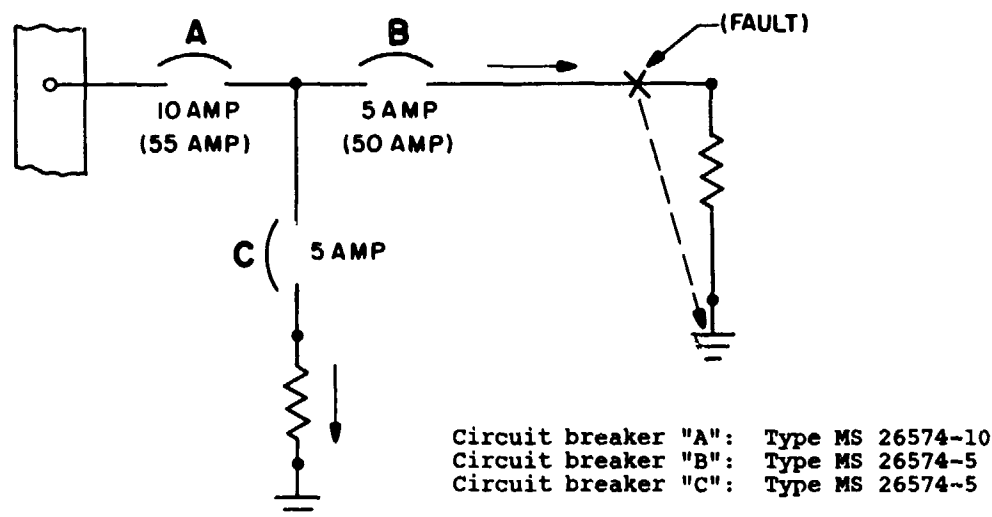 (FAULT)
A
B
10 AMP
(55 AMP)
5 AMP
(50 AMP)
C
5 AMP
Circuit breaker "A": Type MS 26574-10
Circuit breaker "B": Type MS 26574-5
Circuit breaker "C": Type MS 26574-5